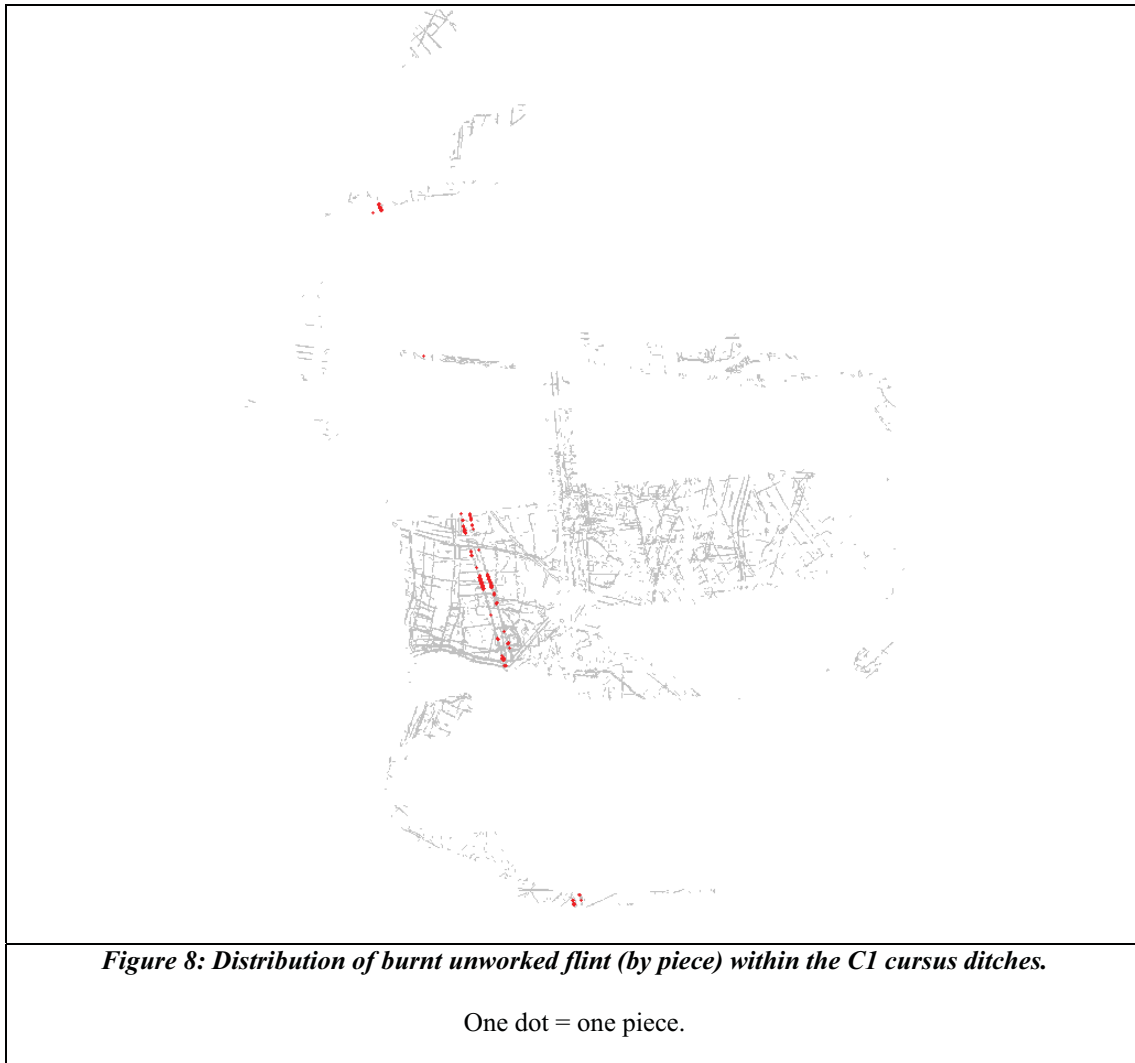 Figure 8: Distribution of burnt unworked flint (by piece) within the C1 cursus ditches.
One dot = one piece.